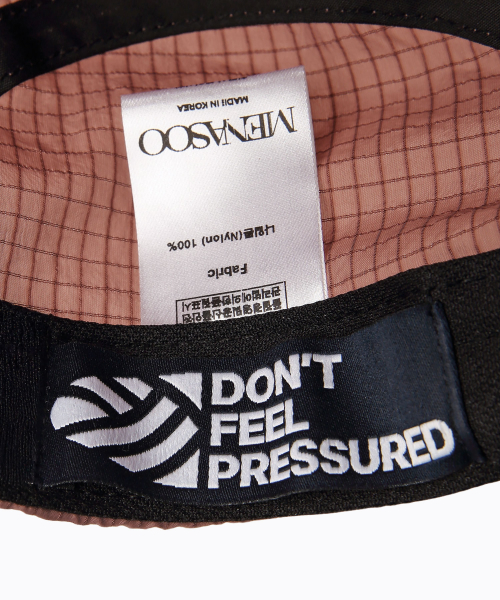 MADE IN KOREA
MENASOO
나일론(Nylon) 100%
Fabric
DON'T
FEEL
PRESSURED